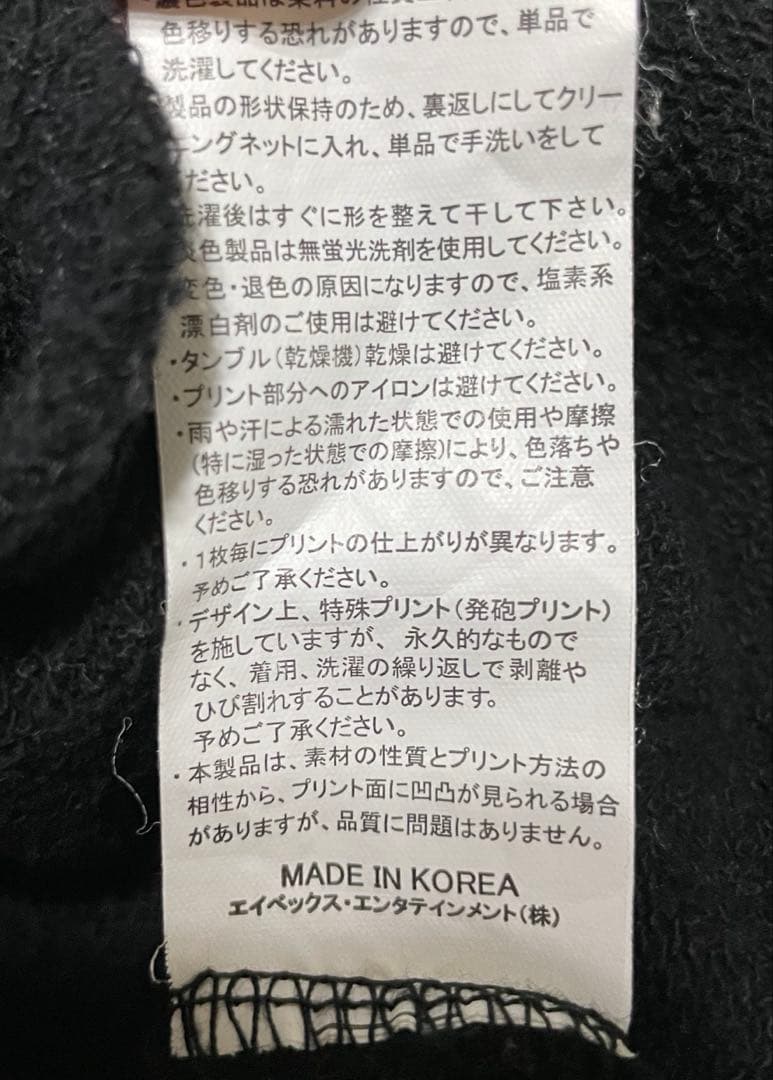 濃色製品は染料の性質
色移りする恐れがありますので、単品で
洗濯してください。
製品の形状保持のため、裏返しにしてクリー
ニングネットに入れ、単品で手洗いをして
ください。
洗濯後はすぐに形を整えて干して下さい。
淡色製品は無蛍光洗剤を使用してください。
変色・退色の原因になりますので、塩素系
漂白剤のご使用は避けてください。
・タンブル(乾燥機)乾燥は避けてください。
・プリント部分へのアイロンは避けてください。
・雨や汗による濡れた状態での使用や摩擦
(特に湿った状態での摩擦)により、色落ちや
色移りする恐れがありますので、ご注意
ください。
・1枚毎にプリントの仕上がりが異なります。
予めご了承ください。
・デザイン上、特殊プリント(発砲プリント)
を施していますが、永久的なもので
なく、着用、洗濯の繰り返しで剥離や
ひび割れすることがあります。
予めご了承ください。
・本製品は、素材の性質とプリント方法の
相性から、プリント面に凹凸が見られる場合
がありますが、品質に問題はありません。
MADE IN KOREA
エイベックス・エンタテインメント(株)